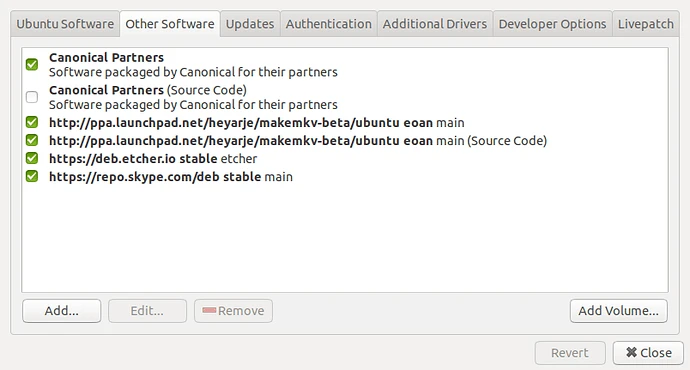 Ubuntu Software Other Software Updates Authentication Additional Drivers Developer Options Livepatch
Canonical Partners
Software packaged by Canonical for their partners
Canonical Partners (Source Code)
Software packaged by Canonical for their partners
http://ppa.launchpad.net/heyarje/makemkv-beta/ubuntu eoan main
http://ppa.launchpad.net/heyarje/makemkv-beta/ubuntu eoan main (Source Code)
https://deb.etcher.io stable etcher
https://repo.skype.com/deb stable main
Add... Edit... Remove Add Volume...
Revert Close